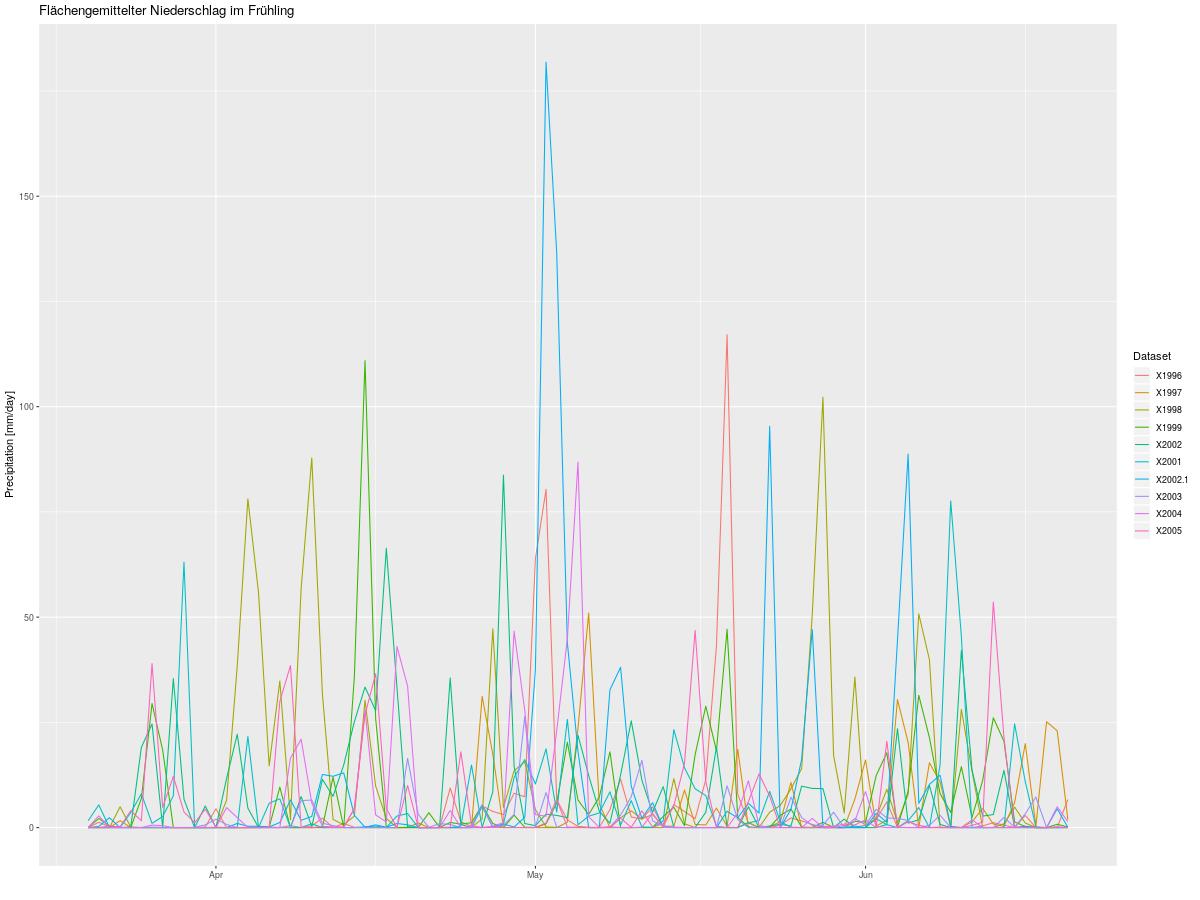 Flächengemittelter Niederschlag im Frühling
Precipitation [mm/day]
150
100
50
0
Apr
May
Jun
Dataset
X1996
X1997
X1998
X1999
X2002
X2001
X2002.1
X2003
X2004
X2005